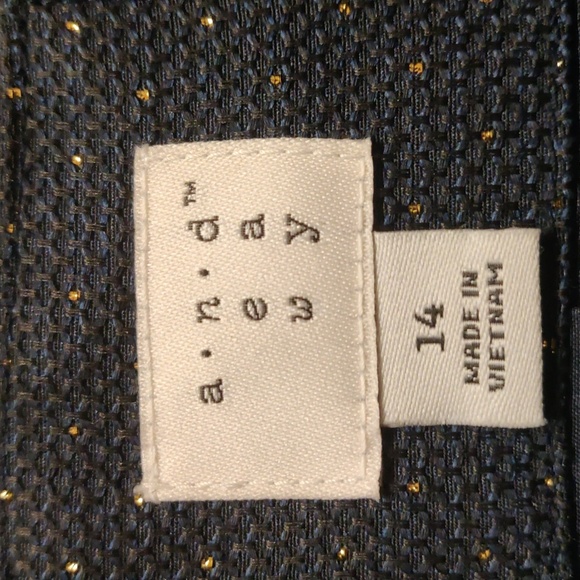 a·n·d™
e a
w y
14
MADE IN
VIETNAM